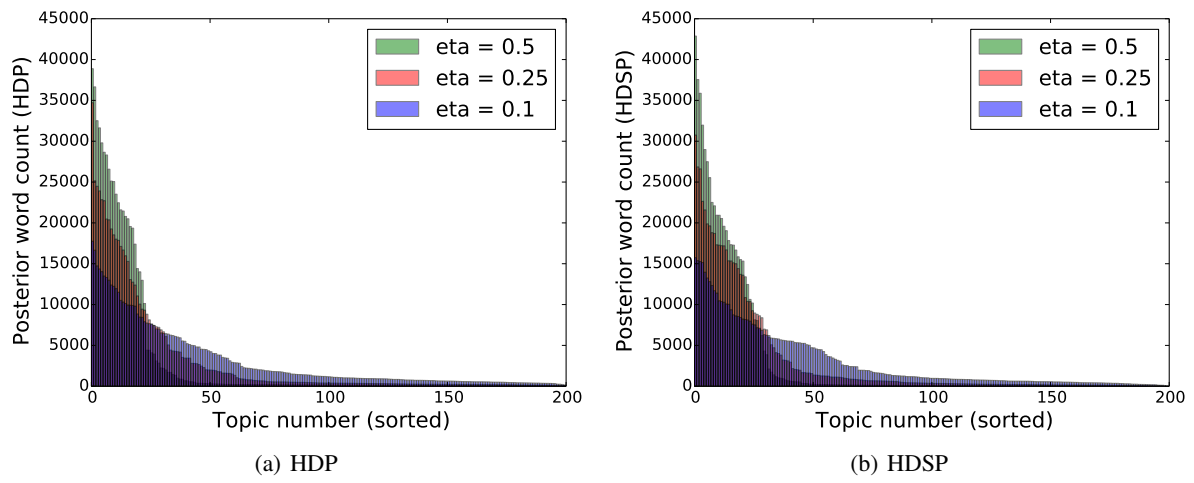 45000
40000
35000
30000
25000
20000
15000
10000
5000
0
Posterior word count (HDP)
eta = 0.5
eta = 0.25
eta = 0.1
0 50 100 150 200
Topic number (sorted)
(a) HDP
45000
40000
35000
30000
25000
20000
15000
10000
5000
0
Posterior word count (HDSP)
eta = 0.5
eta = 0.25
eta = 0.1
0 50 100 150 200
Topic number (sorted)
(b) HDSP